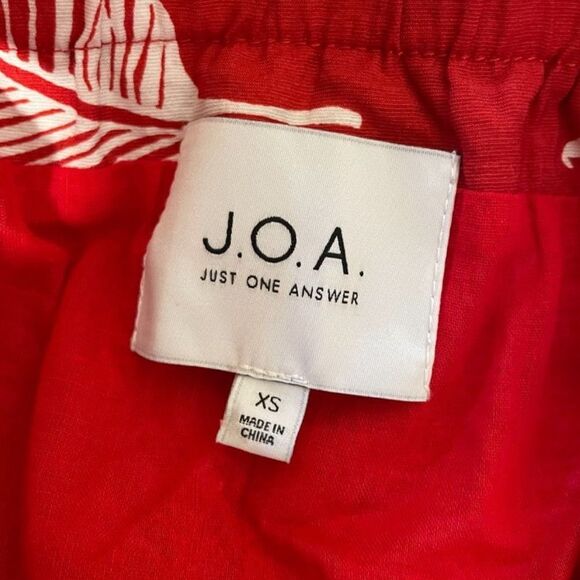 J.O.A.
JUST ONE ANSWER
XS
MADE IN
CHINA